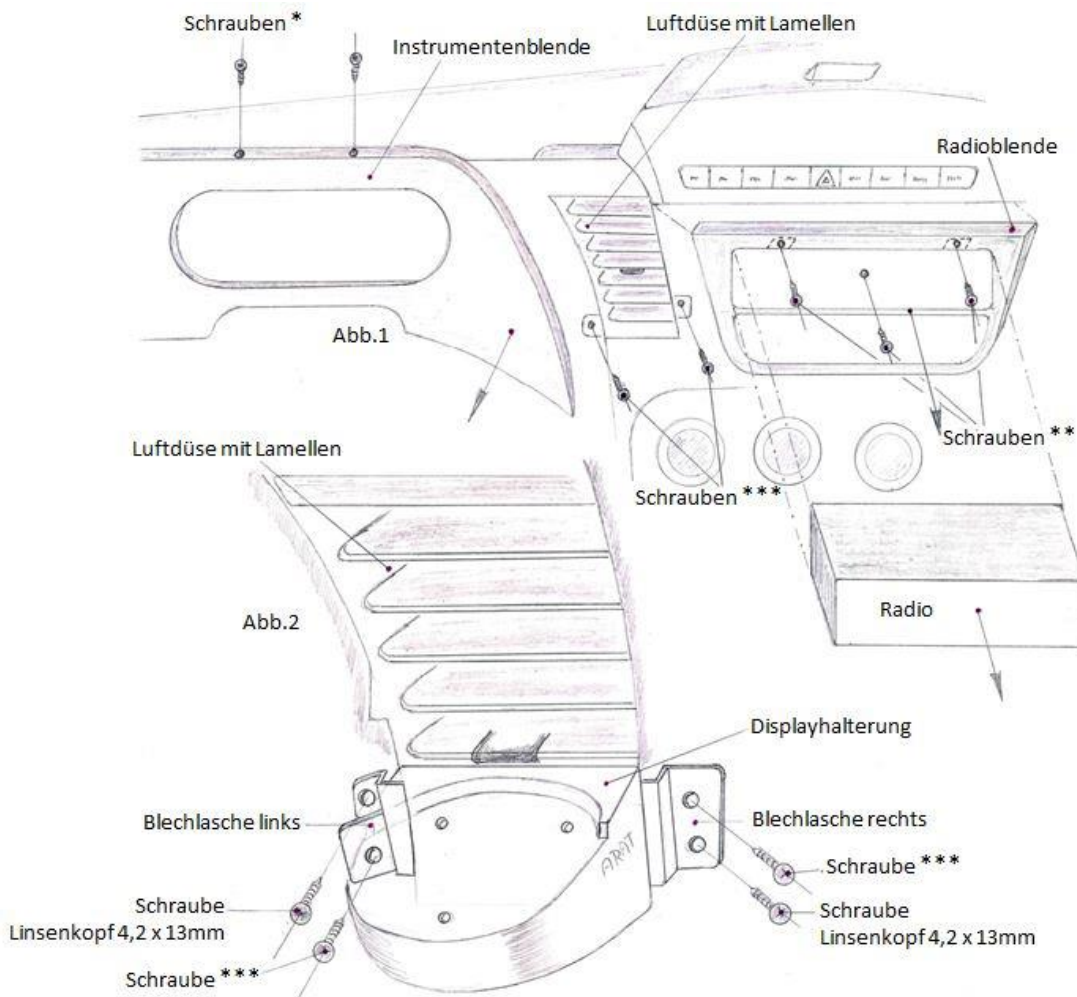 Schrauben *
Instrumentenblende
Luftdüse mit Lamellen
Radioblende
Abb.1
Schrauben **
Schrauben ***
Luftdüse mit Lamellen
Abb.2
Radio
Displayhalterung
Blechlasche links
Blechlasche rechts
ARAT
Schraube ***
Schraube
Linsenkopf 4,2 x 13mm
Schraube
Linsenkopf 4,2 x 13mm
Schraube ***